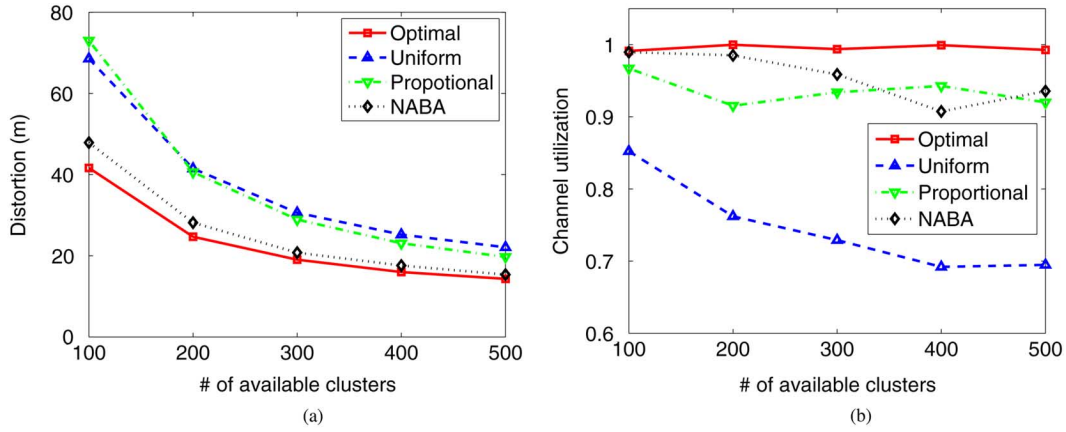 80
60
40
20
0
Distortion (m)
Optimal
Uniform
Propotional
NABA
100 200 300 400 500
# of available clusters
(a)
1
0.9
0.8
0.7
0.6
Channel utilization
Optimal
Uniform
Proportional
NABA
100 200 300 400 500
# of available clusters
(b)